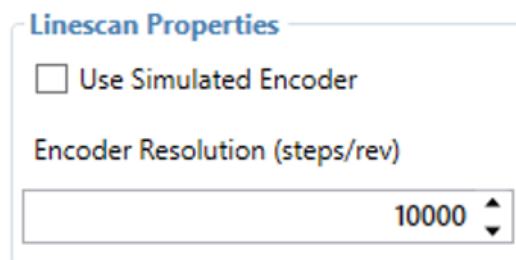 Linescan Properties
Use Simulated Encoder
Encoder Resolution (steps/rev)
10000